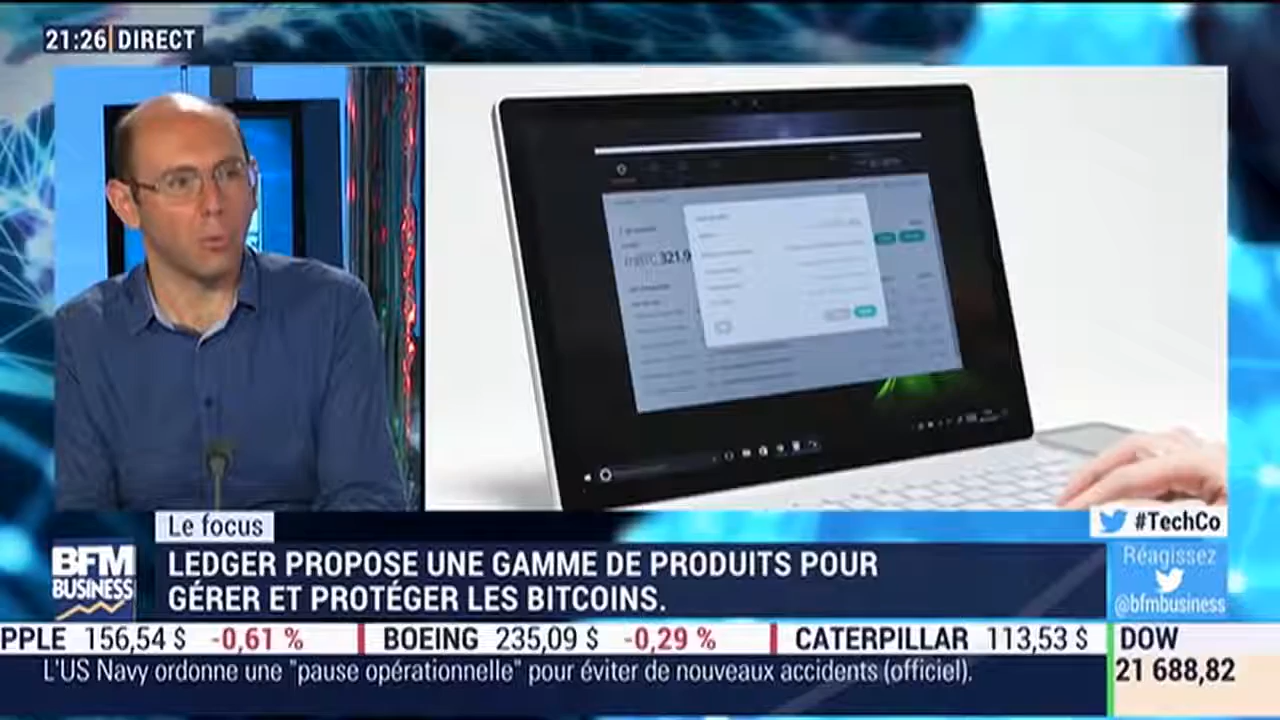 21:26 DIRECT
321.9
Le focus
#TechCo
BFM
BUSINESS
LEDGER PROPOSE UNE GAMME DE PRODUITS POUR
GÉRER ET PROTÉGER LES BITCOINS.
Réagissez
@bfmbusiness
PPLE 156,54 $ -0,61 % BOEING 235,09 $ -0,29 % CATERPILLAR 113,53 $
DOW
21 688,82
L'US Navy ordonne une "pause opérationnelle" pour éviter de nouveaux accidents (officiel).